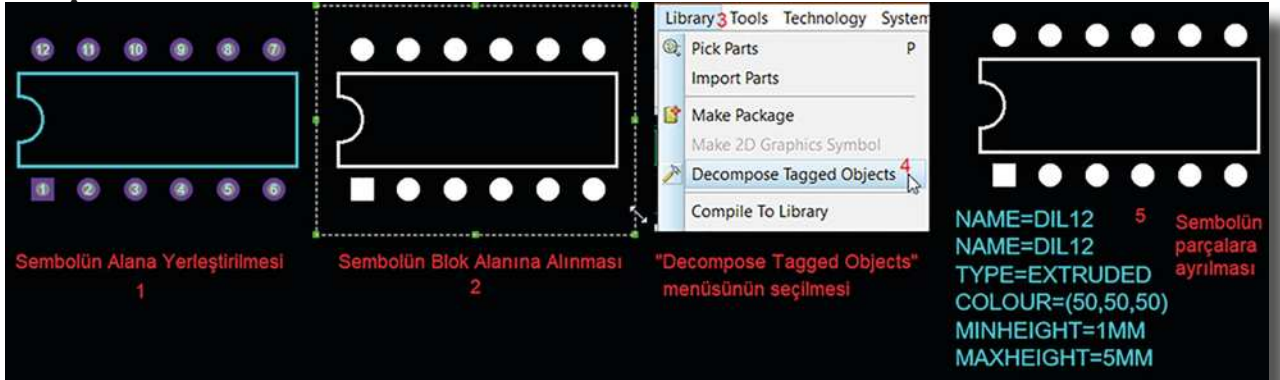 12 11 10 9 8 7
1 2 3 4 5 6
Sembolün Alana Yerleştirilmesi
1
Sembolün Blok Alanına Alınması
2
Library 3 Tools Technology System
Pick Parts P
Import Parts
Make Package
Make 2D Graphics Symbol
Decompose Tagged Objects 4
Compile To Library
"Decompose Tagged Objects"
menüsünün seçilmesi
NAME=DIL12
NAME=DIL12
TYPE=EXTRUDED
COLOUR=(50,50,50)
MINHEIGHT=1MM
MAXHEIGHT=5MM
5
Sembolün
parçalara
ayrılması